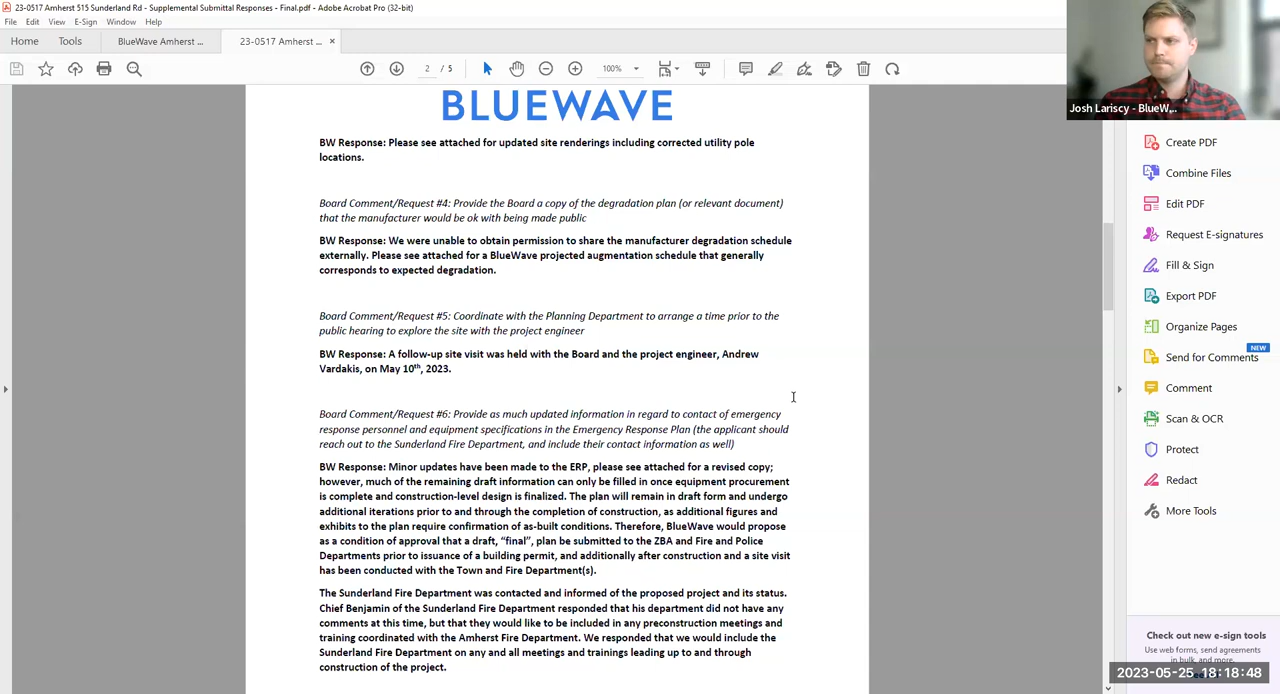 23-0517 Amherst 515 Sunderland Rd - Supplemental Submittal Responses - Final.pdf - Adobe Acrobat Pro (32-bit)
File Edit View E-Sign Window Help
Home Tools BlueWave Amherst ... 23-0517 Amherst ... ×
2 / 5 100%
Josh Lariscy - BlueW...
BLUEWAVE
BW Response: Please see attached for updated site renderings including corrected utility pole
locations.
Board Comment/Request #4: Provide the Board a copy of the degradation plan (or relevant document)
that the manufacturer would be ok with being made public
BW Response: We were unable to obtain permission to share the manufacturer degradation schedule
externally. Please see attached for a BlueWave projected augmentation schedule that generally
corresponds to expected degradation.
Board Comment/Request #5: Coordinate with the Planning Department to arrange a time prior to the
public hearing to explore the site with the project engineer
BW Response: A follow-up site visit was held with the Board and the project engineer, Andrew
Vardakis, on May 10th, 2023.
Board Comment/Request #6: Provide as much updated information in regard to contact of emergency
response personnel and equipment specifications in the Emergency Response Plan (the applicant should
reach out to the Sunderland Fire Department, and include their contact information as well)
BW Response: Minor updates have been made to the ERP, please see attached for a revised copy;
however, much of the remaining draft information can only be filled in once equipment procurement
is complete and construction-level design is finalized. The plan will remain in draft form and undergo
additional iterations prior to and through the completion of construction, as additional figures and
exhibits to the plan require confirmation of as-built conditions. Therefore, BlueWave would propose
as a condition of approval that a draft, “final”, plan be submitted to the ZBA and Fire and Police
Departments prior to issuance of a building permit, and additionally after construction and a site visit
has been conducted with the Town and Fire Department(s).
The Sunderland Fire Department was contacted and informed of the proposed project and its status.
Chief Benjamin of the Sunderland Fire Department responded that his department did not have any
comments at this time, but that they would like to be included in any preconstruction meetings and
training coordinated with the Amherst Fire Department. We responded that we would include the
Sunderland Fire Department on any and all meetings and trainings leading up to and through
construction of the project.
Create PDF
Combine Files
Edit PDF
Request E-signatures
Fill & Sign
Export PDF
Organize Pages
NEW
Send for Comments
Comment
Scan & OCR
Protect
Redact
More Tools
Check out new e-sign tools
Use web forms, send agreements
in bulk, and more.
2023-05-25 18:18:48